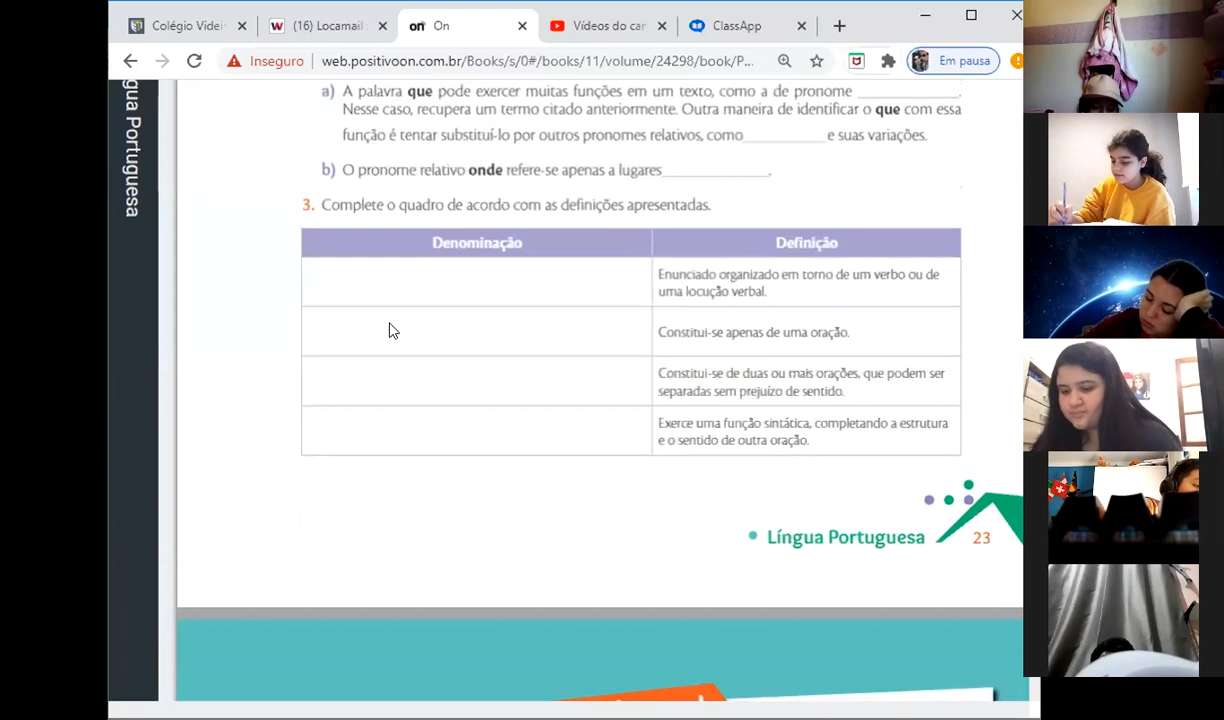 Colégio Videi
(16) Locamail
on
On
Vídeos do car
ClassApp
Inseguro
web.positivoon.com.br/Books/s/0#/books/11/volume/24298/book/P...
Em pausa
gua Portuguesa
a) A palavra que pode exercer muitas funções em um texto, como a de pronome ____________.
Nesse caso, recupera um termo citado anteriormente. Outra maneira de identificar o que com essa
função é tentar substituí-lo por outros pronomes relativos, como__________ e suas variações.
b) O pronome relativo onde refere-se apenas a lugares_____________.
3. Complete o quadro de acordo com as definições apresentadas.
Denominação
Definição
Enunciado organizado em torno de um verbo ou de
uma locução verbal.
Constitui-se apenas de uma oração.
Constitui-se de duas ou mais orações, que podem ser
separadas sem prejuízo de sentido.
Exerce uma função sintática, completando a estrutura
e o sentido de outra oração.
Língua Portuguesa 23